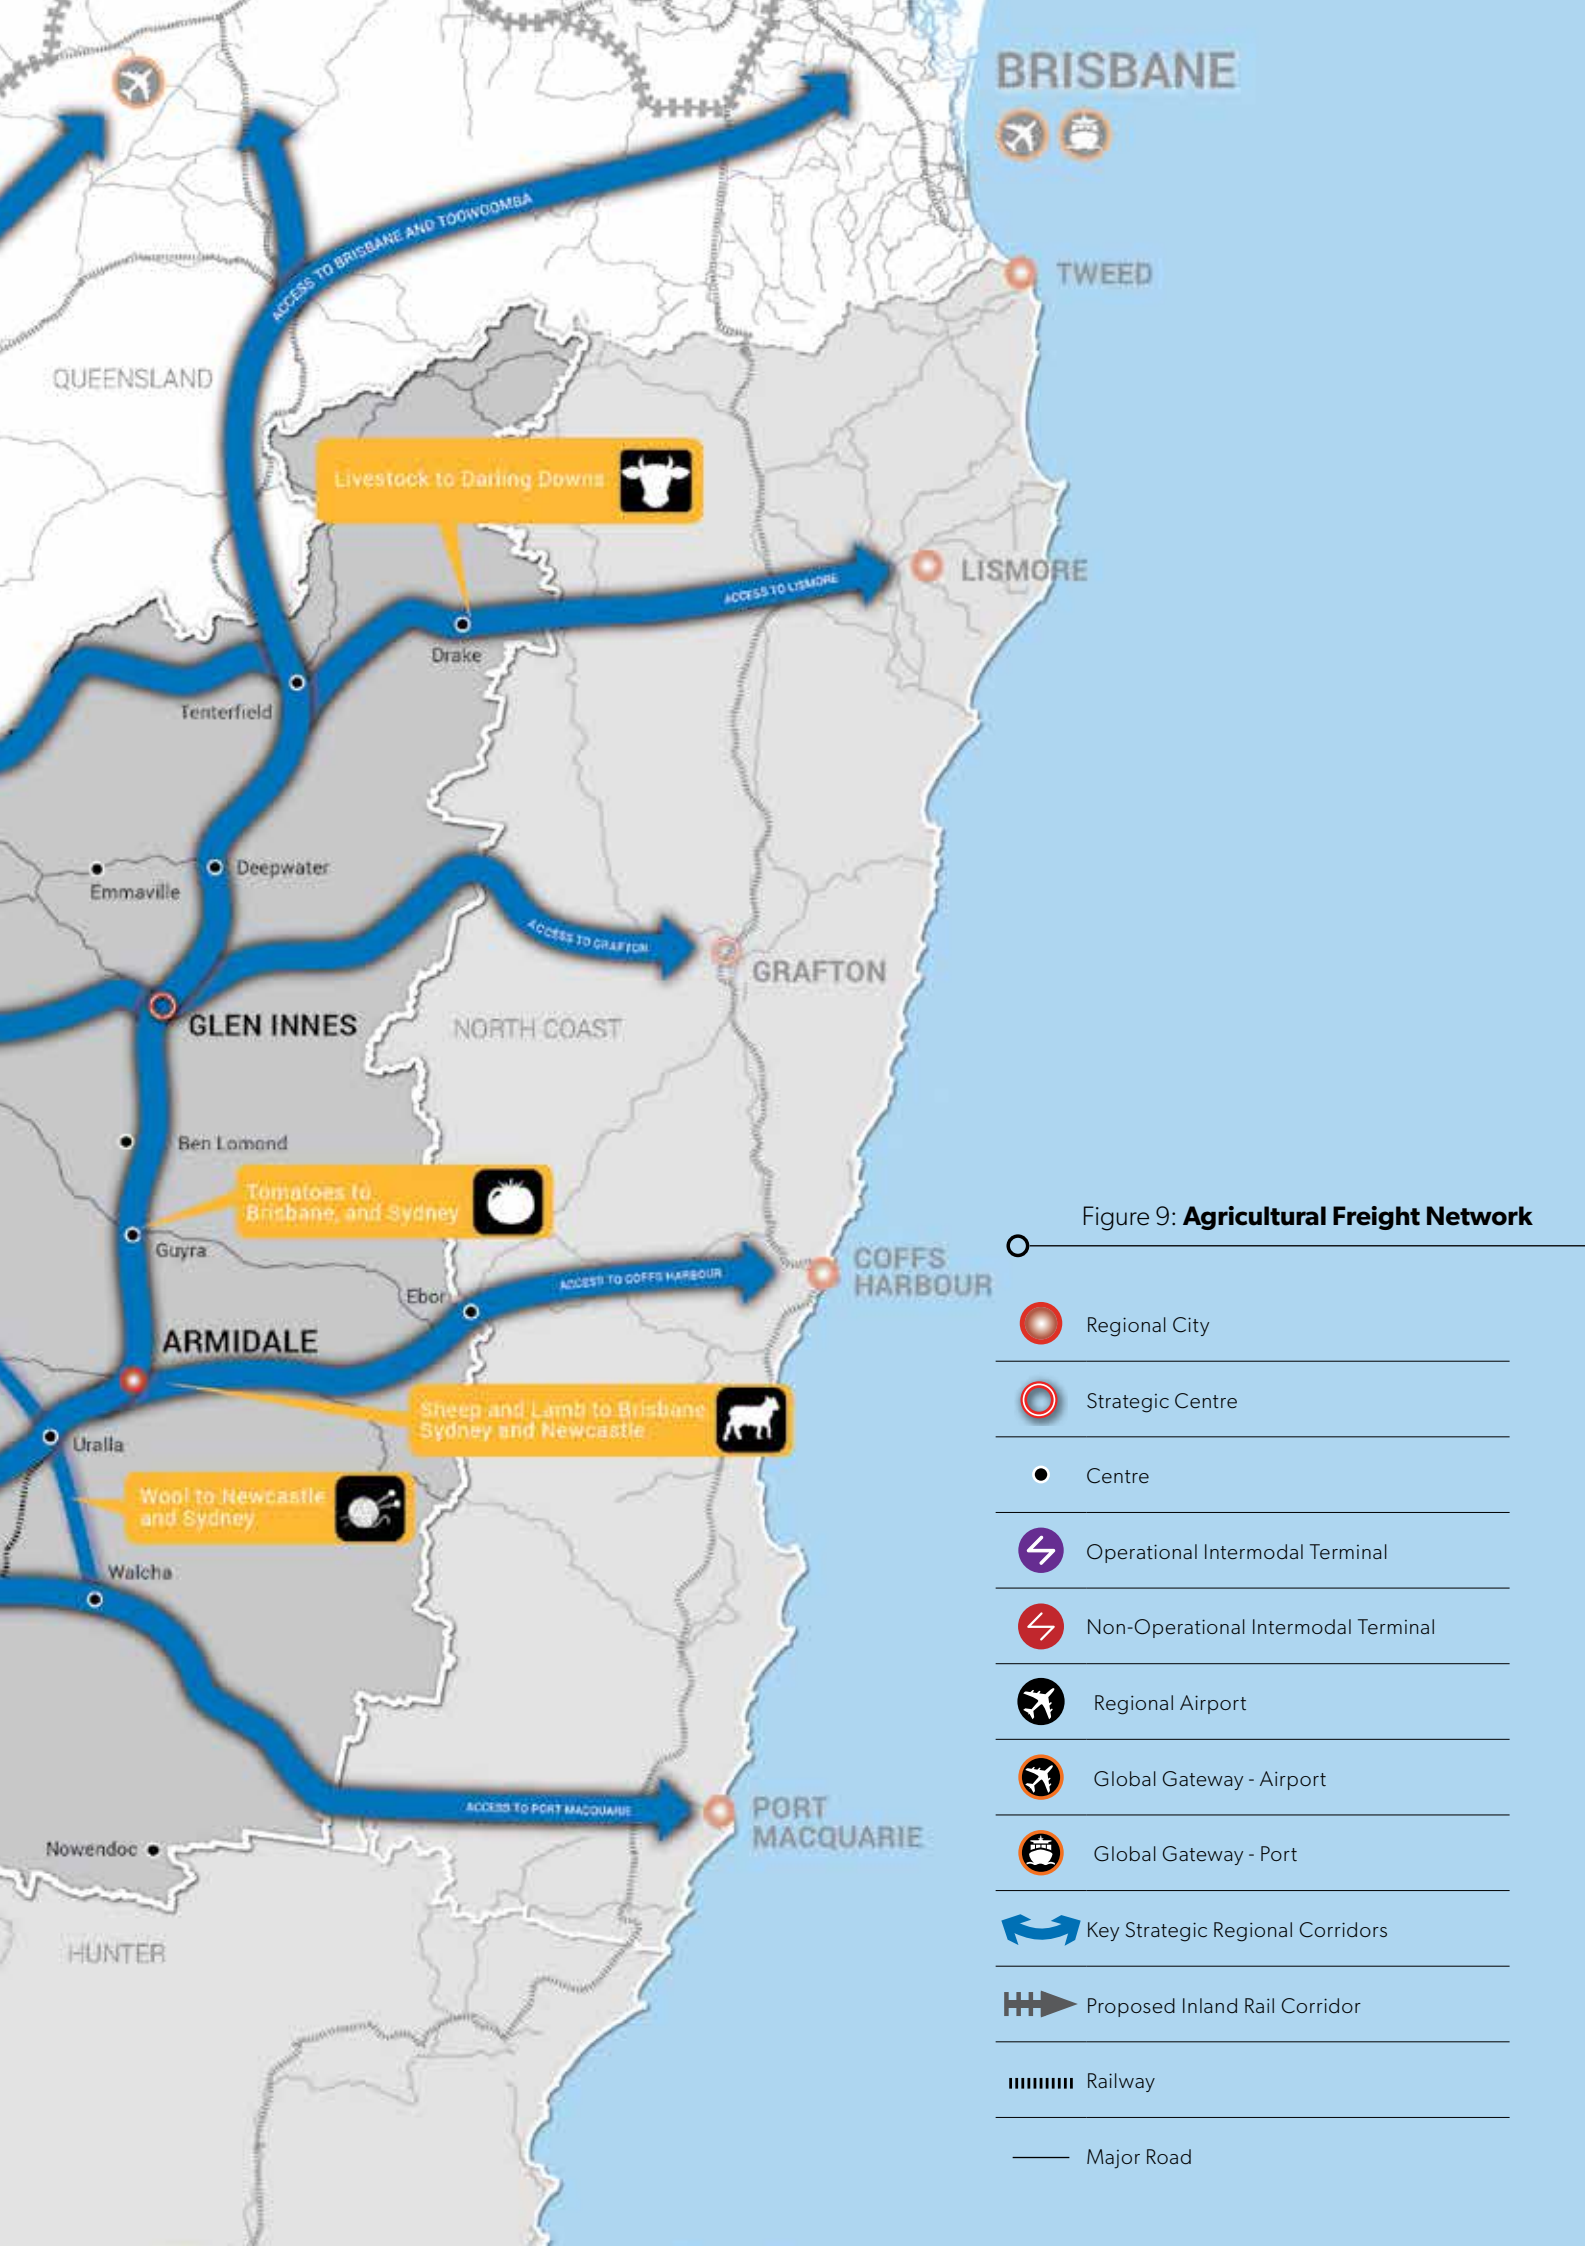 BRISBANE
ACCESS TO BRISBANE AND TOOWOOMBA
TWEED
QUEENSLAND
Livestock to Darling Downs
LISMORE
ACCESS TO LISMORE
Drake
Tenterfield
Deepwater
Emmaville
ACCESS TO GRAFTON
GRAFTON
GLEN INNES
NORTH COAST
Ben Lomond
Tomatoes to
Brisbane, and Sydney
Guyra
Figure 9: Agricultural Freight Network
COFFS
HARBOUR
ACCESS TO COFFS HARBOUR
Ebor
ARMIDALE
Regional City
Strategic Centre
Sheep and Lamb to Brisbane
Sydney and Newcastle
Uralla
Centre
Wool to Newcastle
and Sydney
Operational Intermodal Terminal
Walcha
Non-Operational Intermodal Terminal
Regional Airport
Global Gateway - Airport
ACCESS TO PORT MACQUARIE
PORT
MACQUARIE
Nowendoc
Global Gateway - Port
HUNTER
Key Strategic Regional Corridors
Proposed Inland Rail Corridor
Railway
Major Road